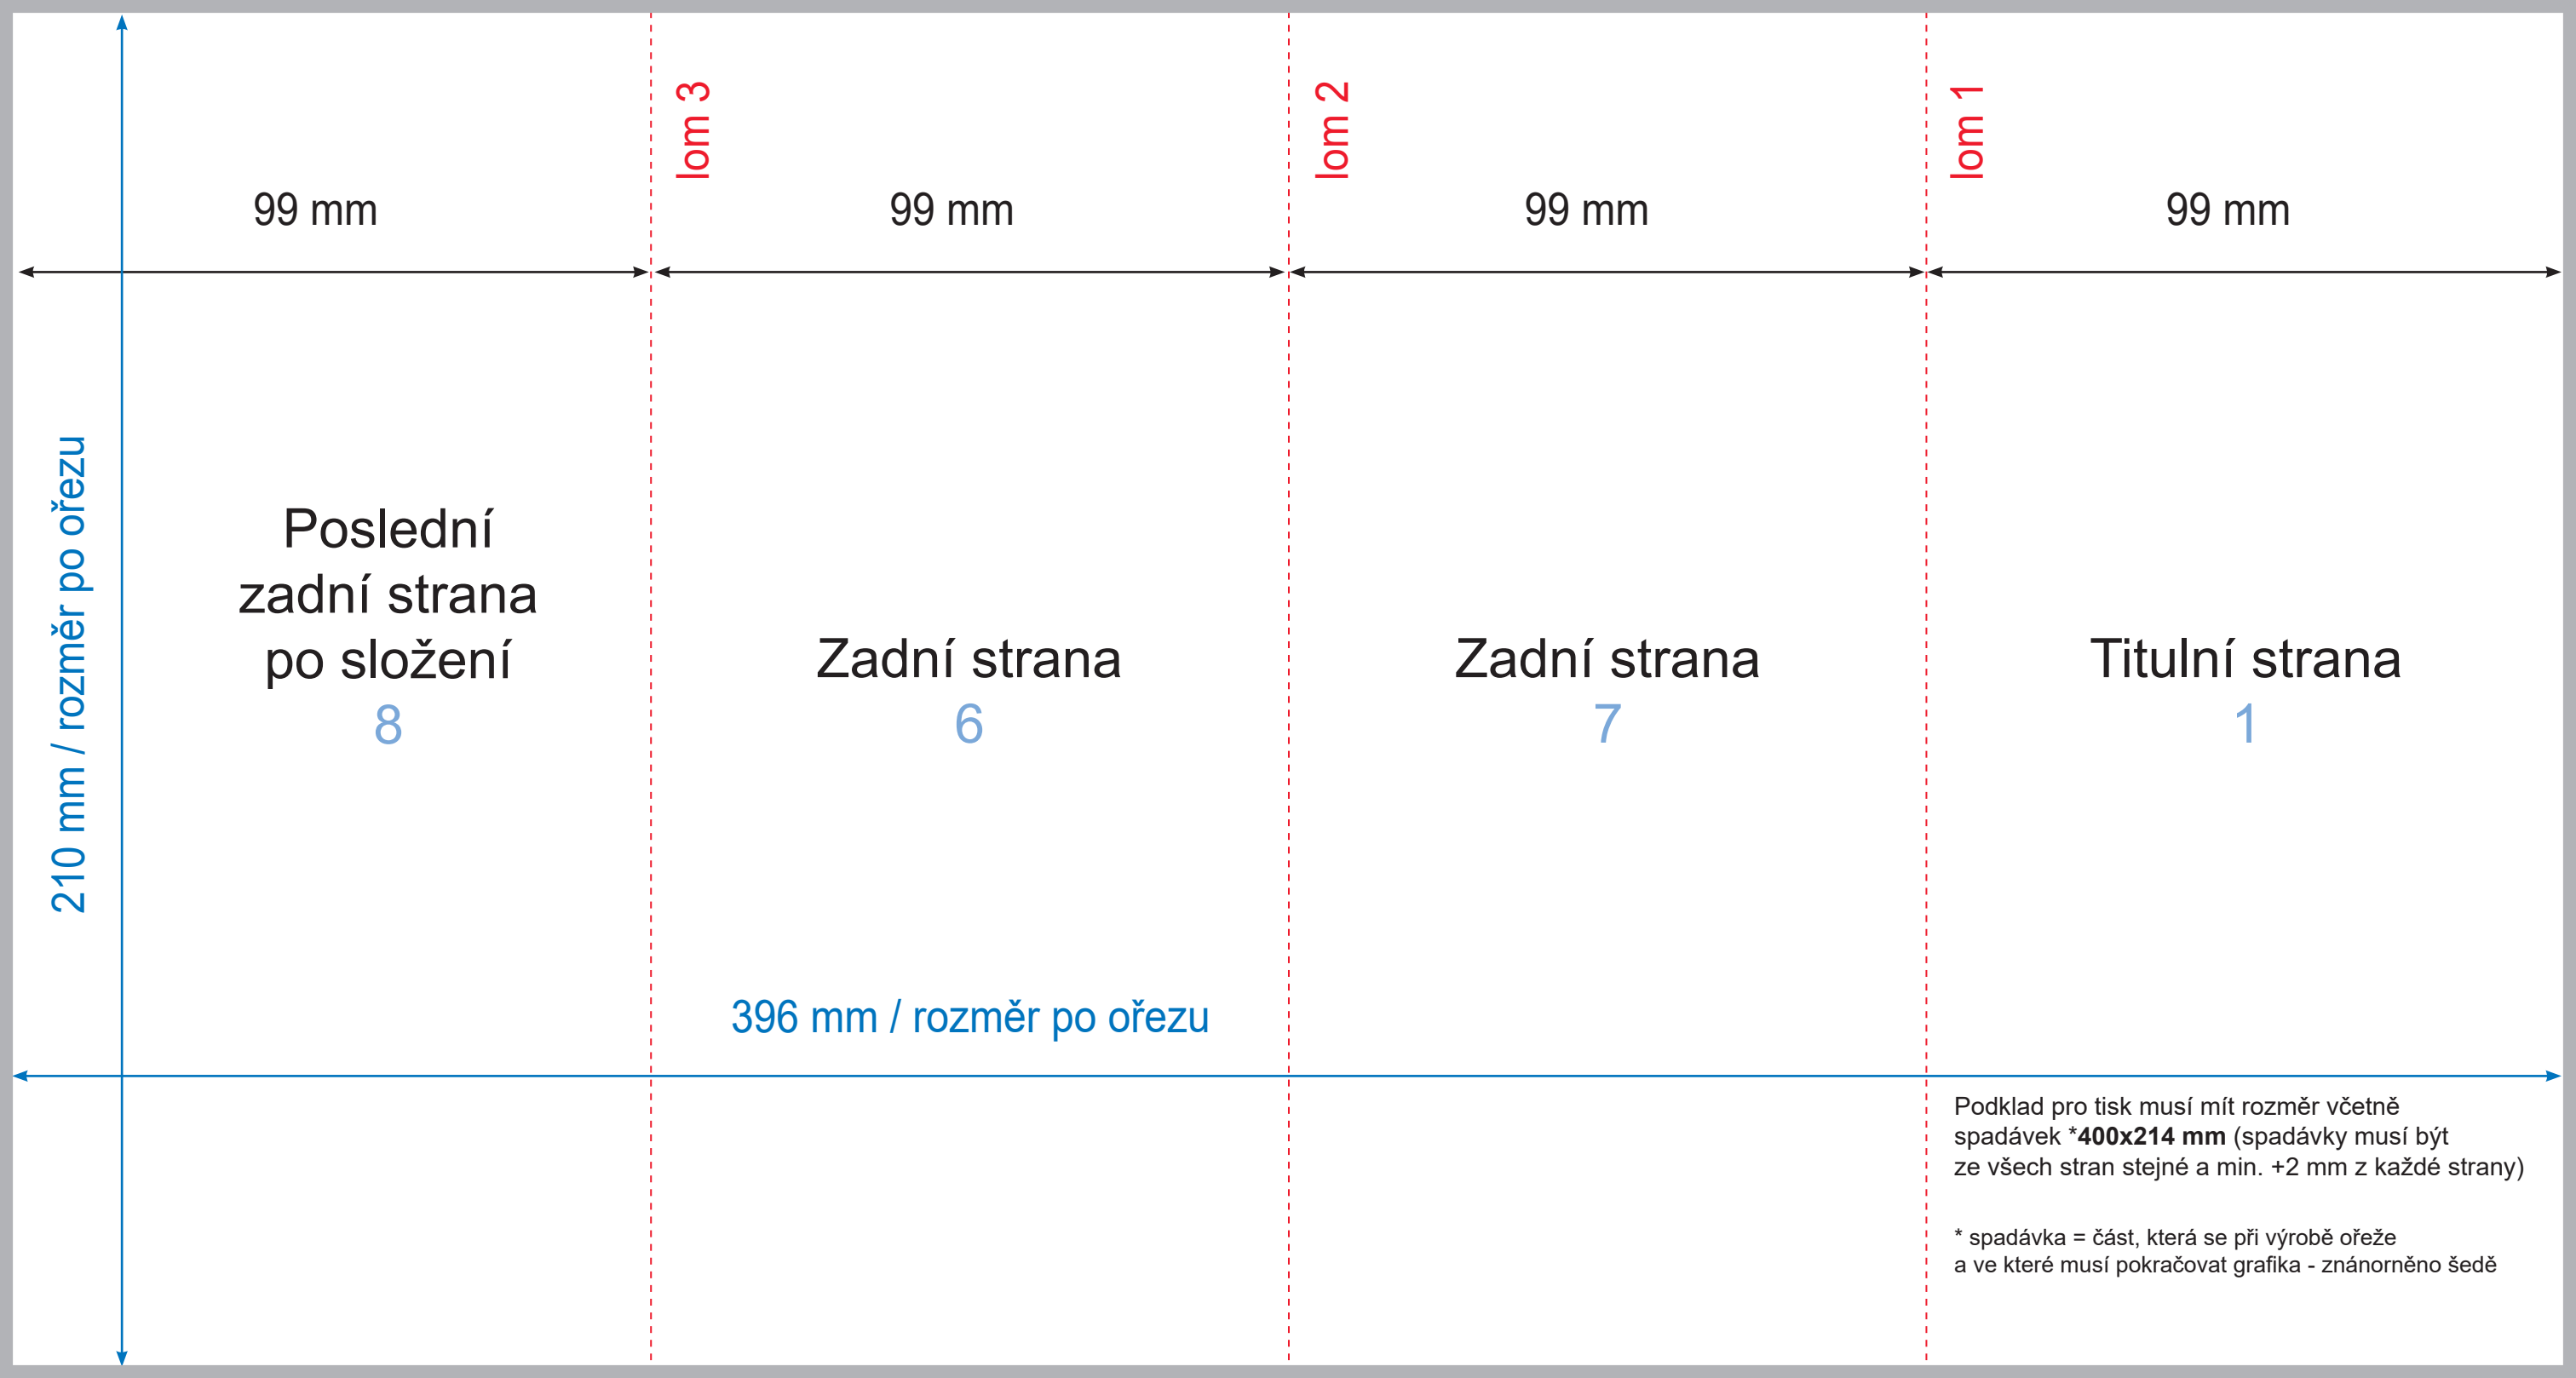 lom 3
lom 2
lom 1
99 mm
99 mm
99 mm
99 mm
210 mm / rozměr po ořezu
Poslední
zadní strana
po složení
8
Zadní strana
6
Zadní strana
7
Titulní strana
1
396 mm / rozměr po ořezu
Podklad pro tisk musí mít rozměr včetně
spadávek *400x214 mm (spadávky musí být
ze všech stran stejné a min. +2 mm z každé strany)
* spadávka = část, která se při výrobě ořeže
a ve které musí pokračovat grafika - znánorněno šedě